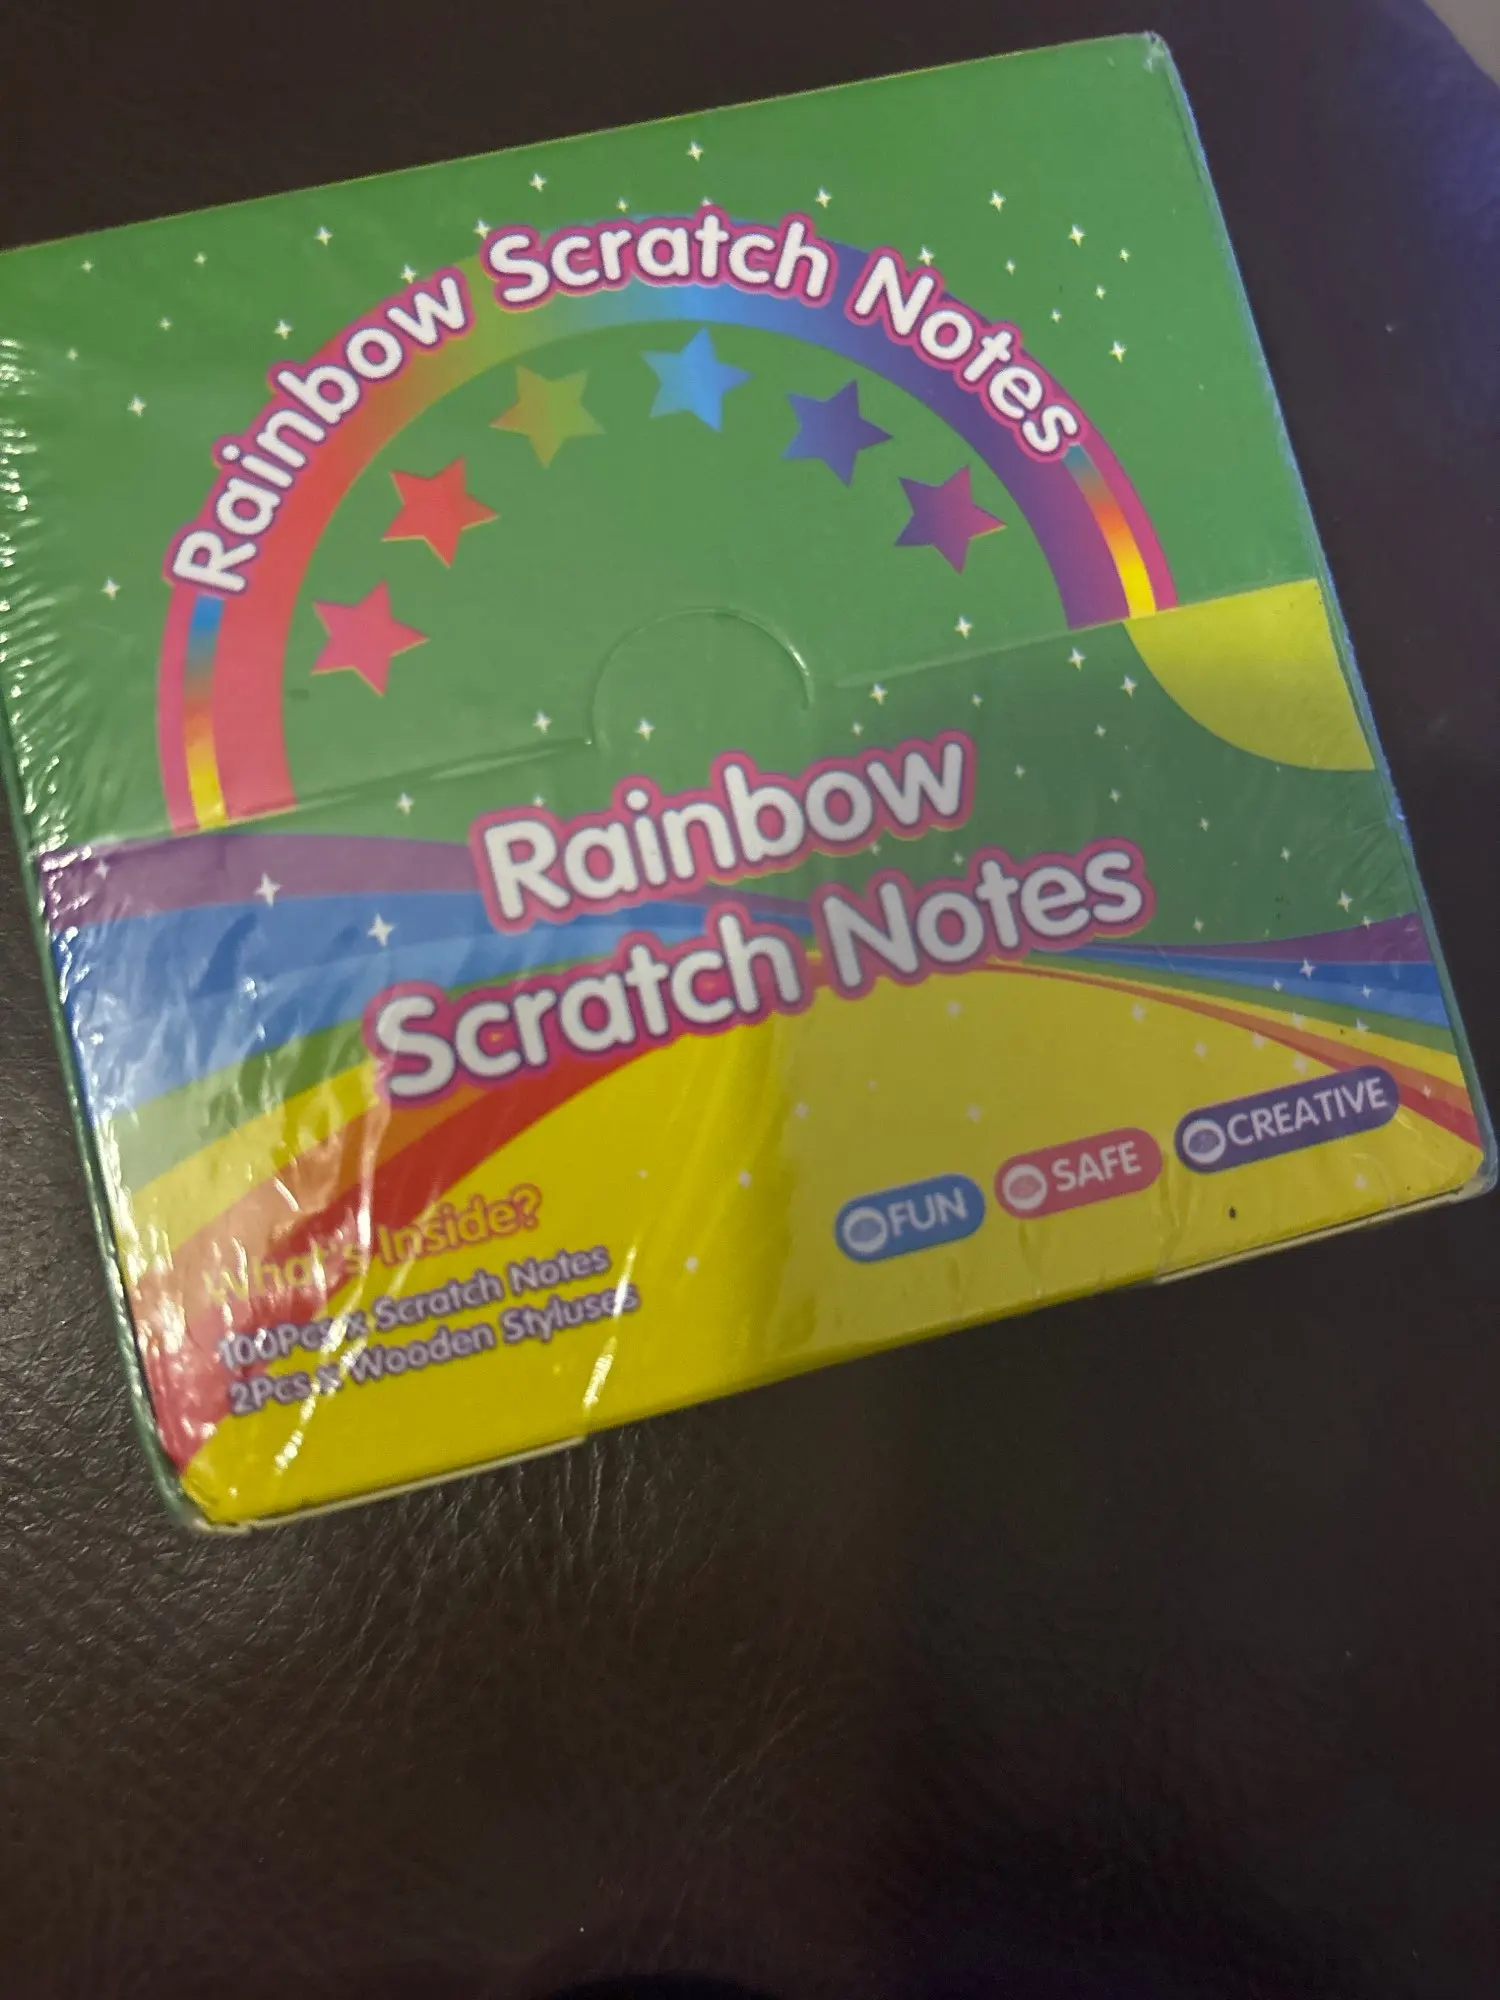 Rainbow Scratch Notes
Rainbow
Scratch Notes
FUN
SAFE
CREATIVE
What's Inside?
100Pcs x Scratch Notes
2Pcs x Wooden Styluses